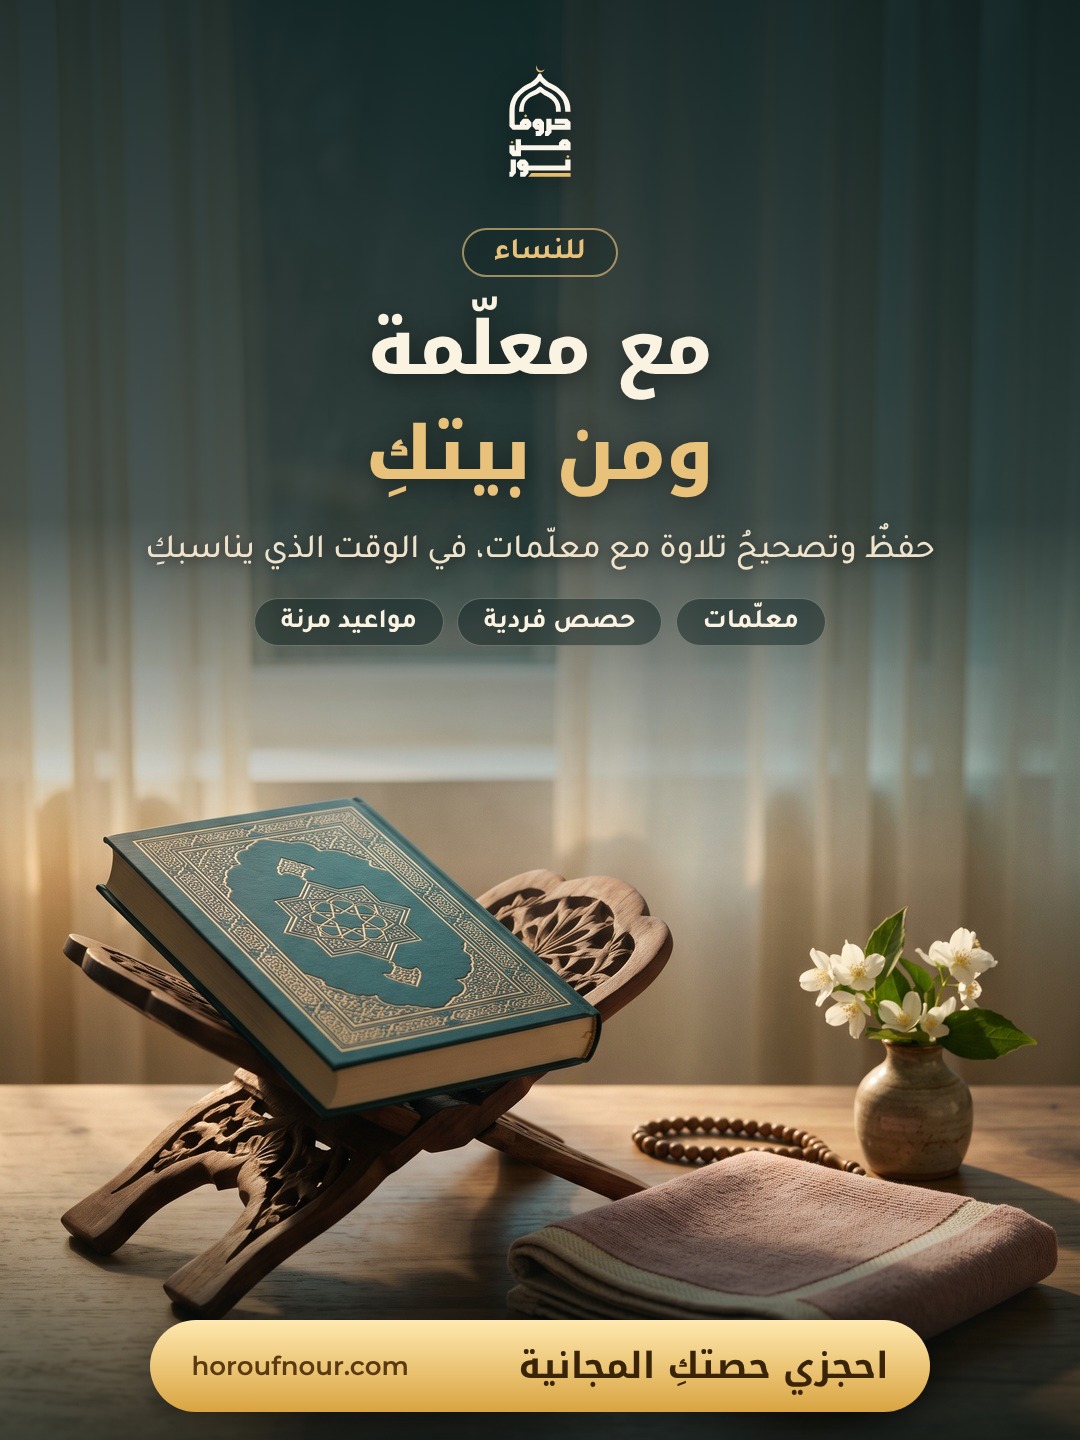 حروف
من
نور
للنساء
مع معلّمة
ومن بيتكِ
حفظٌ وتصحيحُ تلاوة مع معلّمات، في الوقت الذي يناسبكِ
معلّمات
حصص فردية
مواعيد مرنة
احجزي حصتكِ المجانية
horoufnour.com